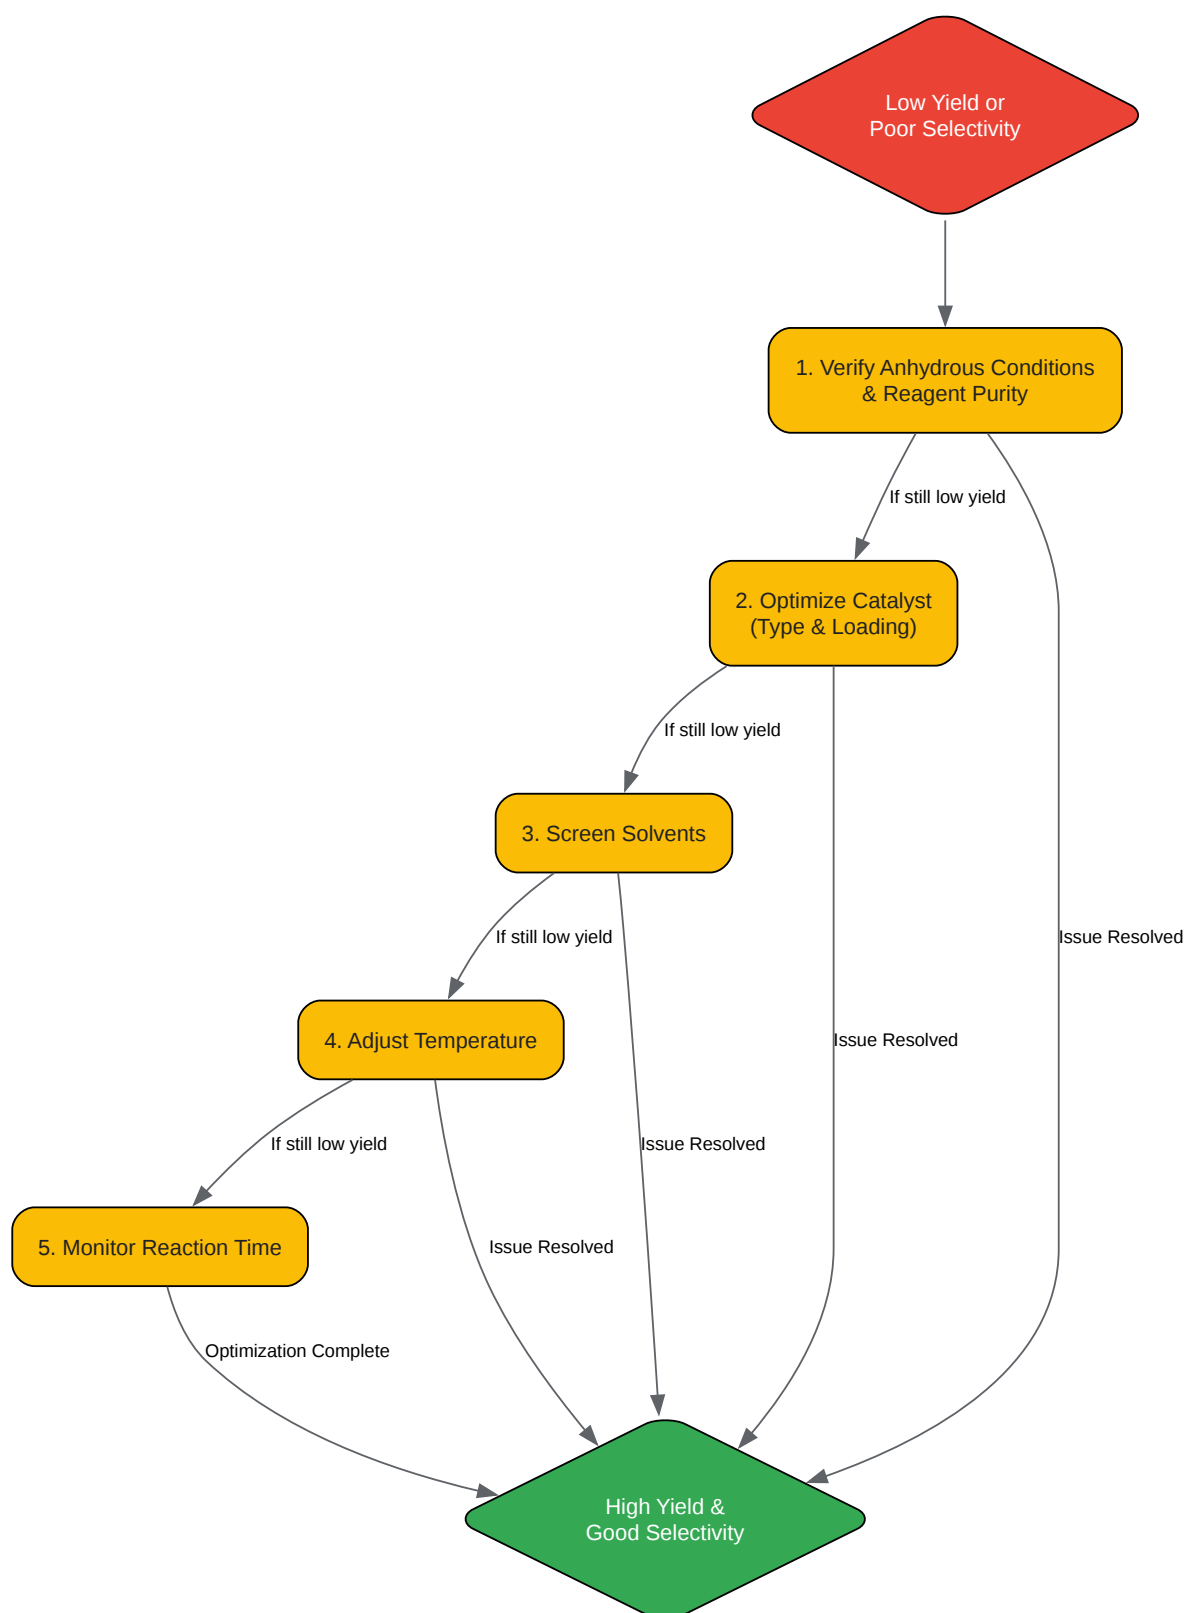 Low Yield or
Poor Selectivity
1. Verify Anhydrous Conditions
& Reagent Purity
If still low yield
2. Optimize Catalyst
(Type & Loading)
If still low yield
3. Screen Solvents
If still low yield
Issue Resolved
4. Adjust Temperature
Issue Resolved
If still low yield
Issue Resolved
5. Monitor Reaction Time
Issue Resolved
Optimization Complete
High Yield &
Good Selectivity